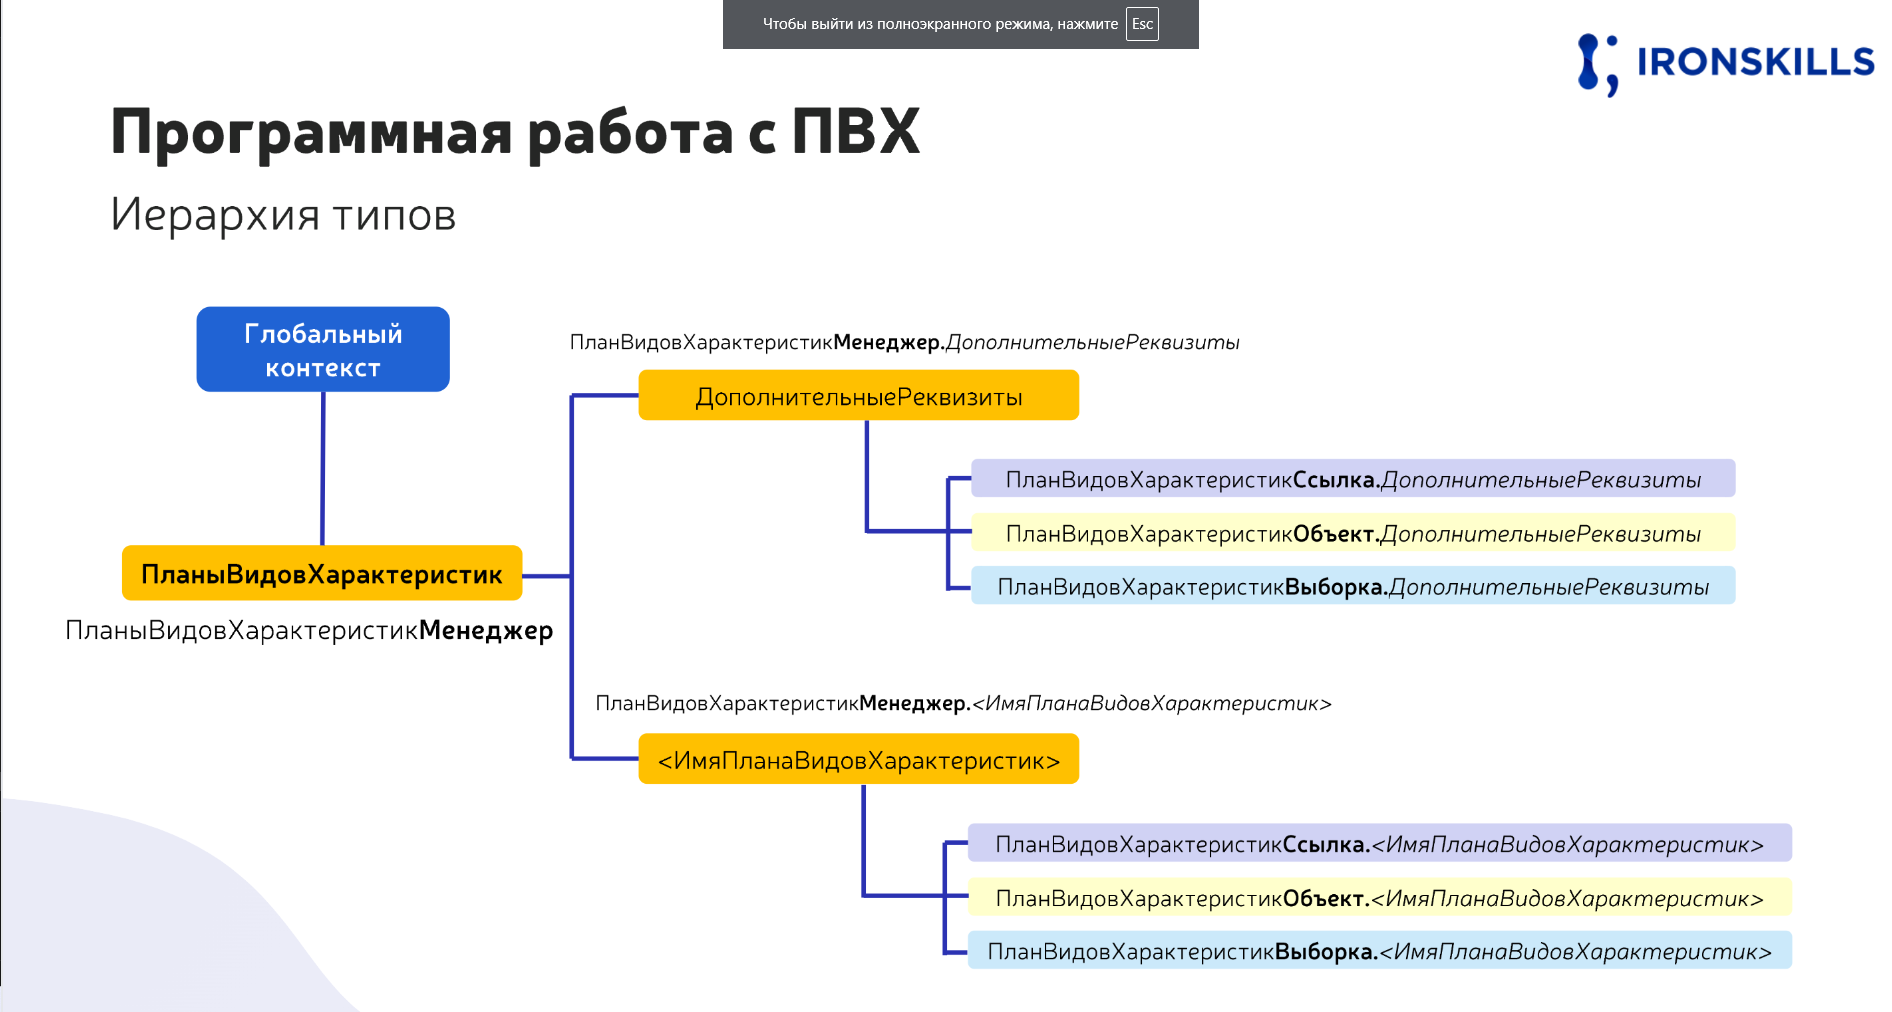 Чтобы выйти из полноэкранного режима, нажмите Esc
IRONSKILLS
Программная работа с ПВХ
Иерархия типов
Глобальный
контекст
ПланВидовХарактеристикМенеджер.ДополнительныеРеквизиты
ДополнительныеРеквизиты
ПланВидовХарактеристикСсылка.ДополнительныеРеквизиты
ПланВидовХарактеристикОбъект.ДополнительныеРеквизиты
ПланВидовХарактеристикВыборка.ДополнительныеРеквизиты
ПланыВидовХарактеристик
ПланыВидовХарактеристикМенеджер
ПланВидовХарактеристикМенеджер.<ИмяПланаВидовХарактеристик>
<ИмяПланаВидовХарактеристик>
ПланВидовХарактеристикСсылка.<ИмяПланаВидовХарактеристик>
ПланВидовХарактеристикОбъект.<ИмяПланаВидовХарактеристик>
ПланВидовХарактеристикВыборка.<ИмяПланаВидовХарактеристик>